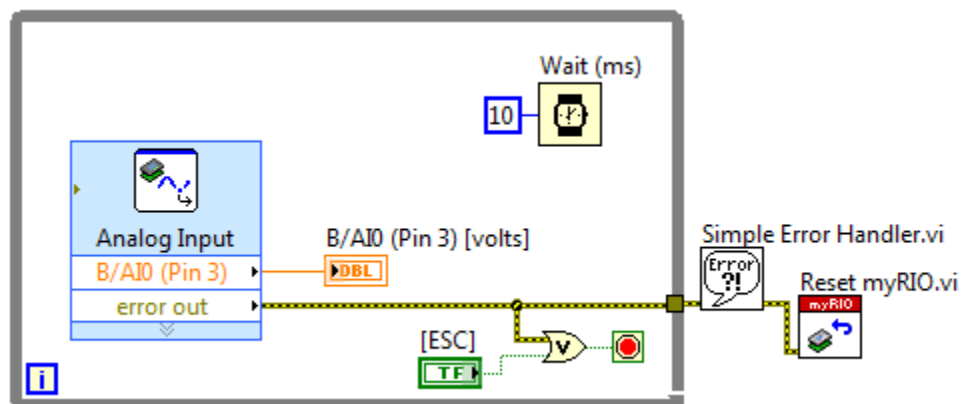 Wait (ms)
10
Analog Input
B/AI0 (Pin 3)
error out
B/AI0 (Pin 3) [volts]
DBL
[ESC]
TF
V
i
Simple Error Handler.vi
Error
?!
Reset myRIO.vi
myRIO